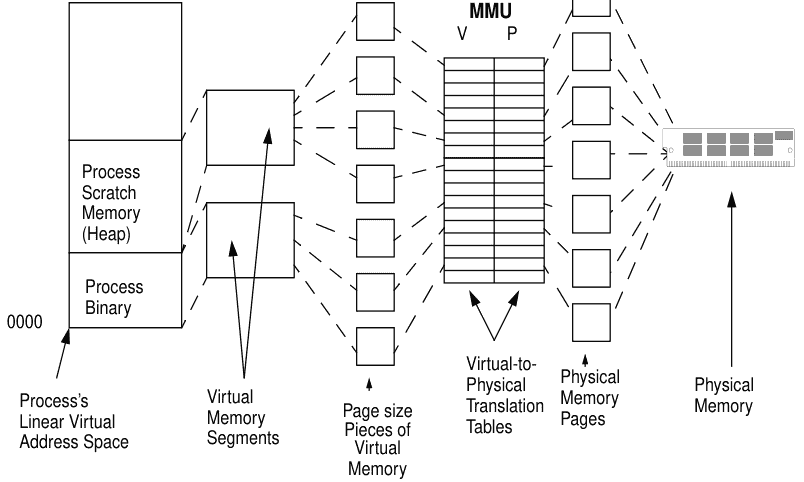 MMU
V P
Process
Scratch
Memory
(Heap)
Process
Binary
0000
Process's
Linear Virtual
Address Space
Virtual
Memory
Segments
Page size
Pieces of
Virtual
Memory
Virtual-to-
Physical
Translation
Tables
Physical
Memory
Pages
Physical
Memory